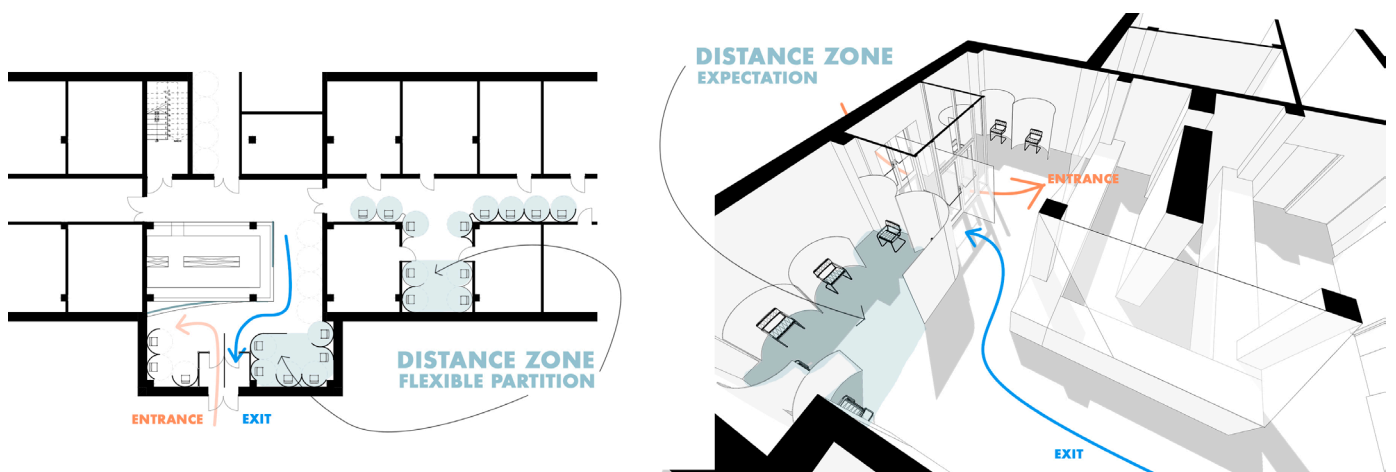 DISTANCE ZONE
FLEXIBLE PARTITION
ENTRANCE
EXIT
DISTANCE ZONE
EXPECTATION
ENTRANCE
EXIT